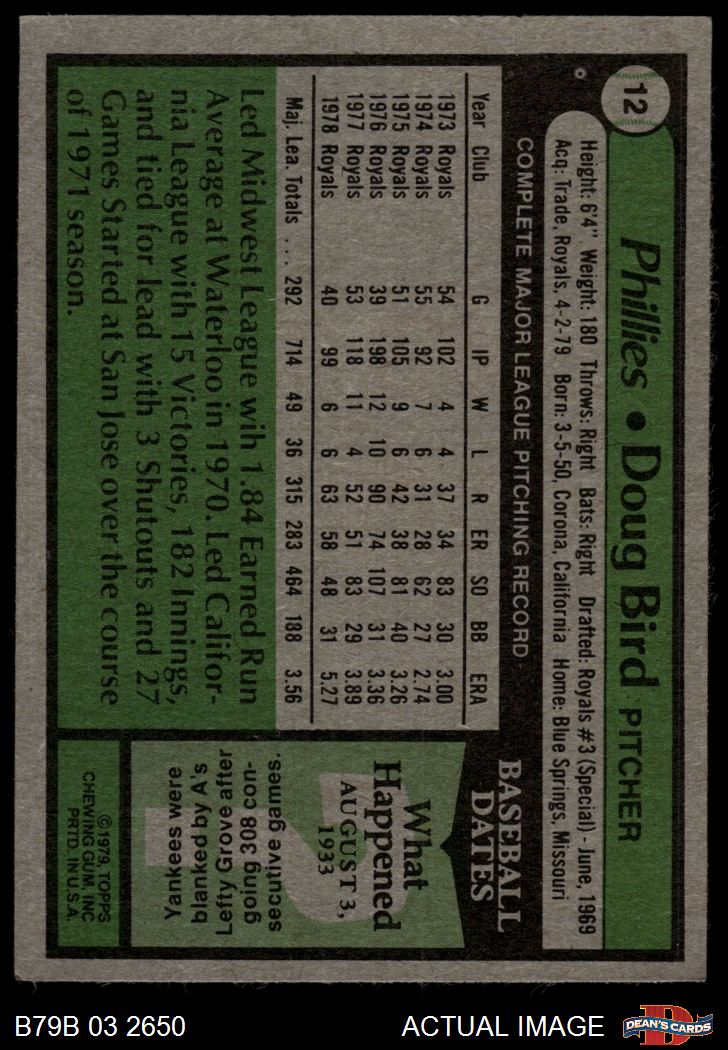 12
Phillies • Doug Bird PITCHER
Height: 6'4" Weight: 180 Throws: Right Bats: Right Drafted: Royals #3 (Special) - June, 1969
Acq: Trade, Royals, 4-2-79 Born: 3-5-50, Corona, California Home: Blue Springs, Missouri
COMPLETE MAJOR LEAGUE PITCHING RECORD
Year Club G IP W L R ER SO BB ERA
1973 Royals 54 102 4 4 37 34 83 30 3.00
1974 Royals 55 92 7 6 31 28 62 27 2.74
1975 Royals 51 105 9 6 42 38 81 40 3.26
1976 Royals 39 198 12 10 90 74 107 31 3.36
1977 Royals 53 118 11 4 52 51 83 29 3.89
1978 Royals 40 99 6 6 63 58 48 31 5.27
Maj. Lea. Totals . . . 292 714 49 36 315 283 464 188 3.56
Led Midwest League wih 1.84 Earned Run
Average at Waterloo in 1970. Led Califor-
nia League with 15 Victories, 182 Innings,
and tied for lead with 3 Shutouts and 27
Games Started at San Jose over the course
of 1971 season.
BASEBALL
DATES
What
Happened
AUGUST 3,
1933
Yankees were
blanked by A's
Lefty Grove after
going 308 con-
secutive games.
©1979, TOPPS
CHEWING GUM, INC
PRTD. IN U.S.A.
B79B 03 2650
ACTUAL IMAGE
D
DEAN'S CARDS